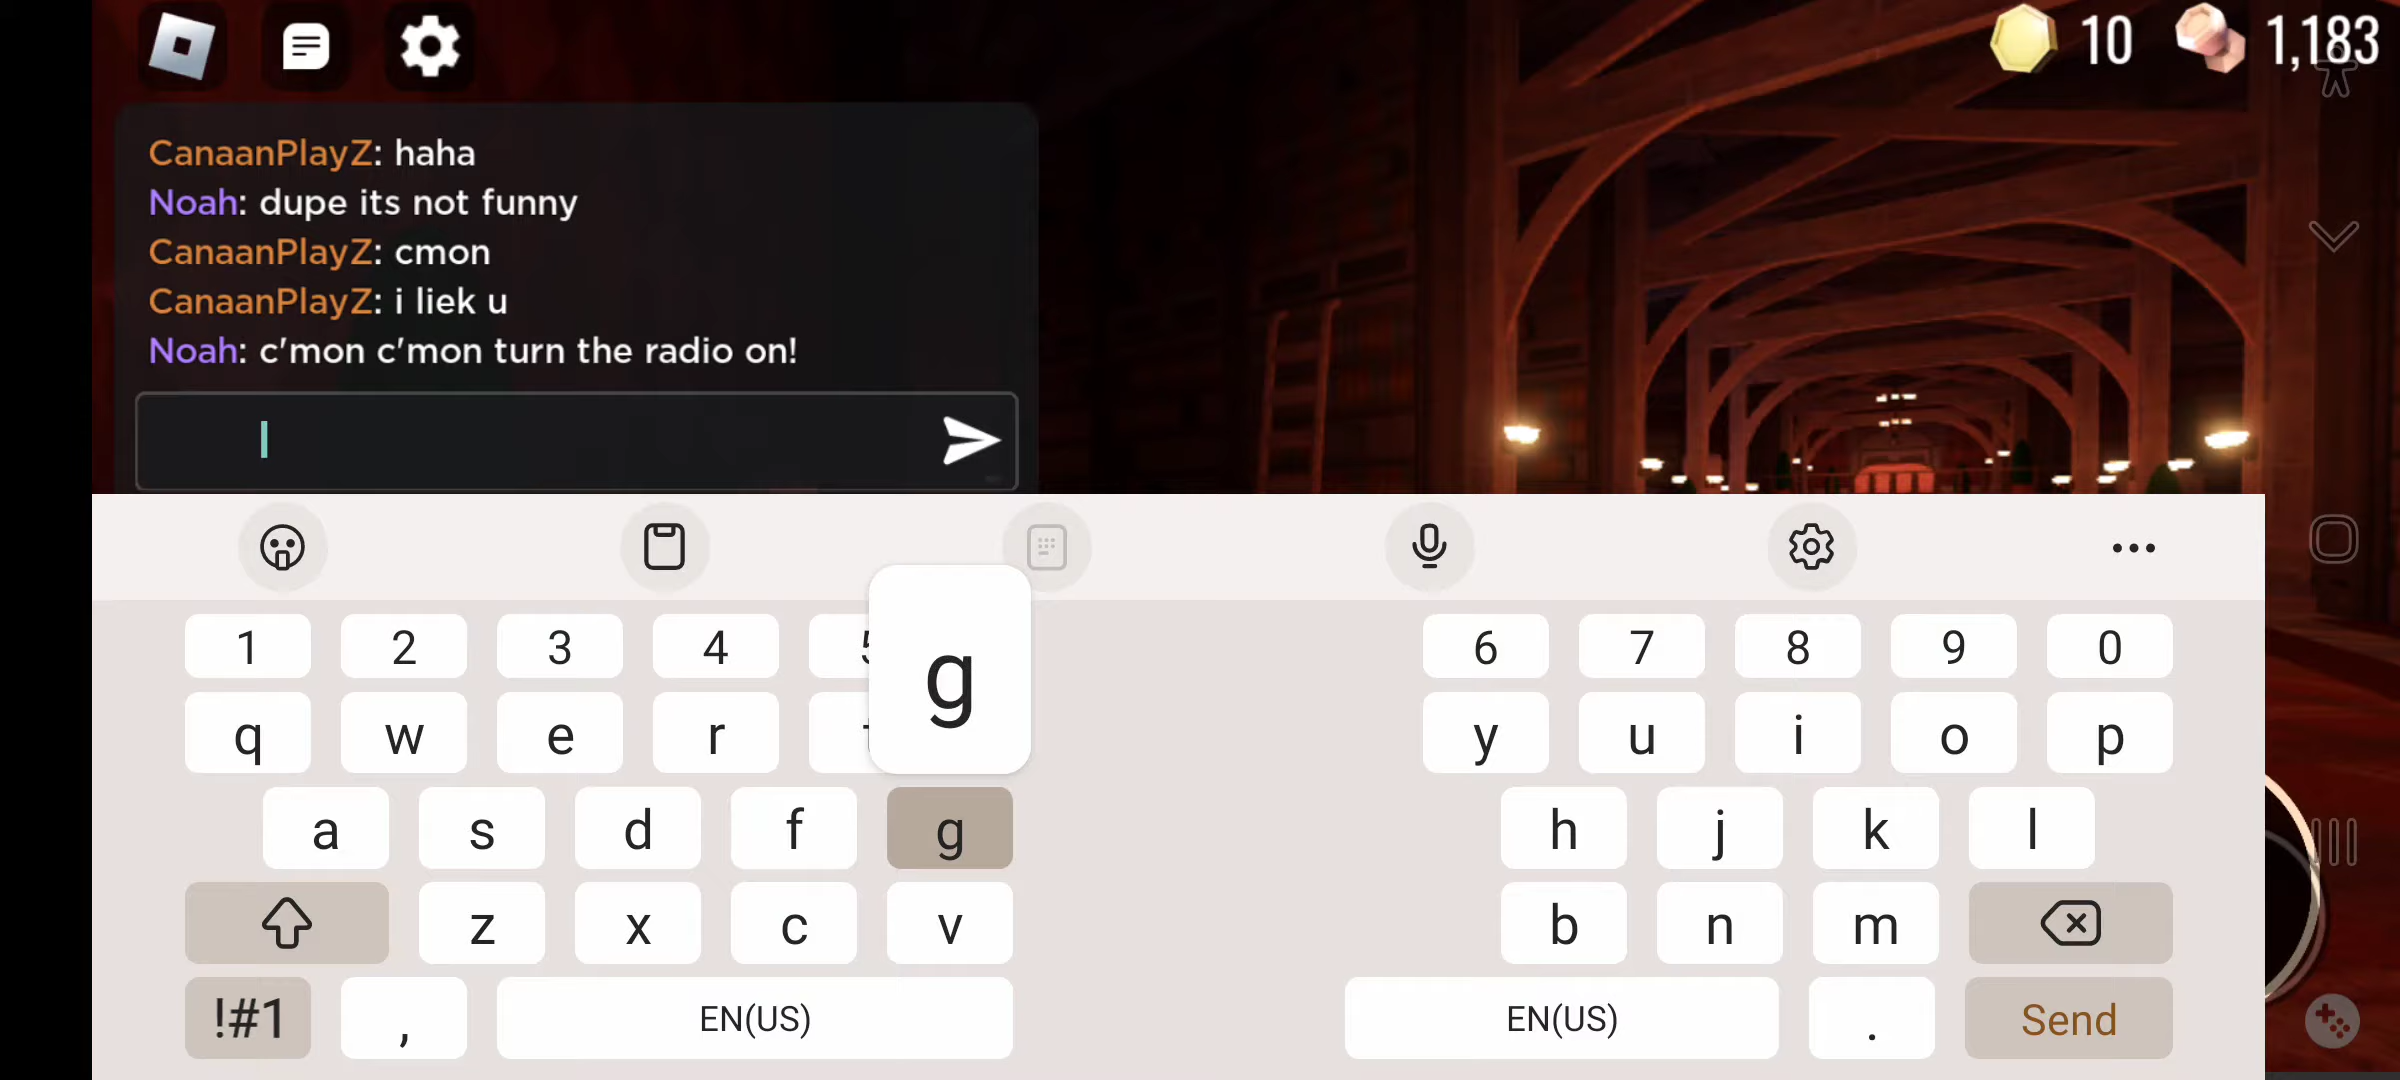 10 1,183
CanaanPlayZ: haha
Noah: dupe its not funny
CanaanPlayZ: cmon
CanaanPlayZ: i liek u
Noah: c'mon c'mon turn the radio on!
1 2 3 4 5 6 7 8 9 0
g
q w e r t y u i o p
a s d f g h j k l
z x c v b n m
!#1 , EN(US) EN(US) . Send